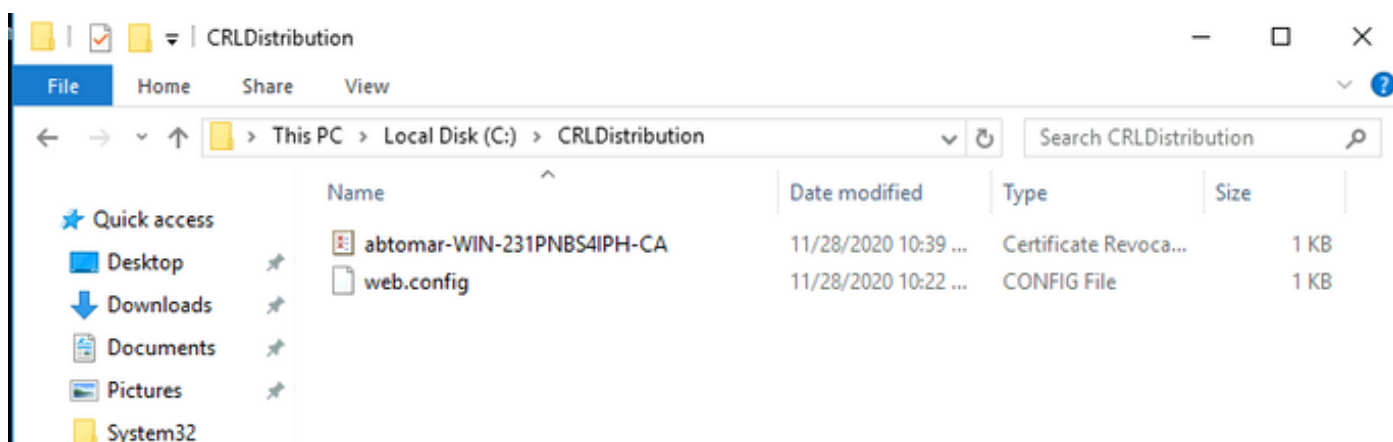 CRLDistribution
File Home Share View
This PC > Local Disk (C:) > CRLDistribution Search CRLDistribution
Name Date modified Type Size
Quick access
abtomar-WIN-231PNBS4IPH-CA 11/28/2020 10:39 ... Certificate Revoca... 1 KB
Desktop
web.config 11/28/2020 10:22 ... CONFIG File 1 KB
Downloads
Documents
Pictures
System32